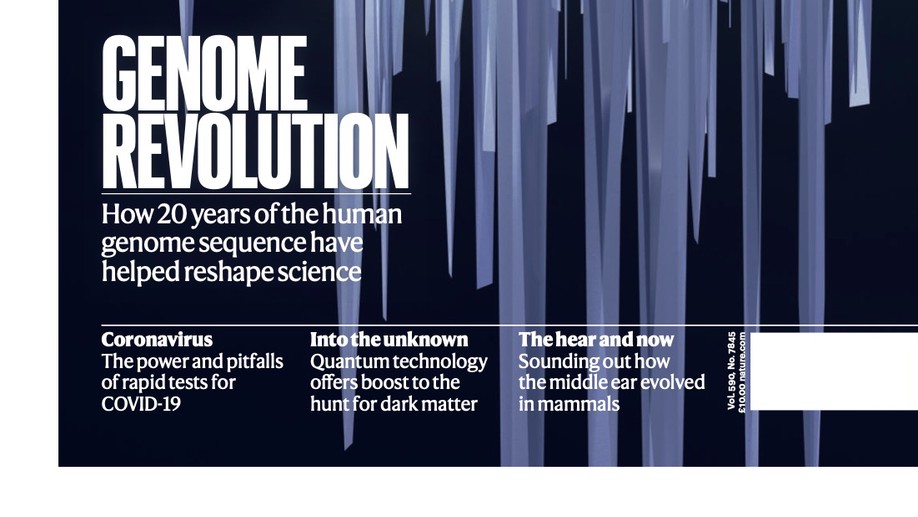 GENOME
REVOLUTION
How 20 years of the human
genome sequence have
helped reshape science
Coronavirus
The power and pitfalls
of rapid tests for
COVID-19
Into the unknown
Quantum technology
offers boost to the
hunt for dark matter
The hear and now
Sounding out how
the middle ear evolved
in mammals
Vol. 590, No. 7845
£10.00 nature.com